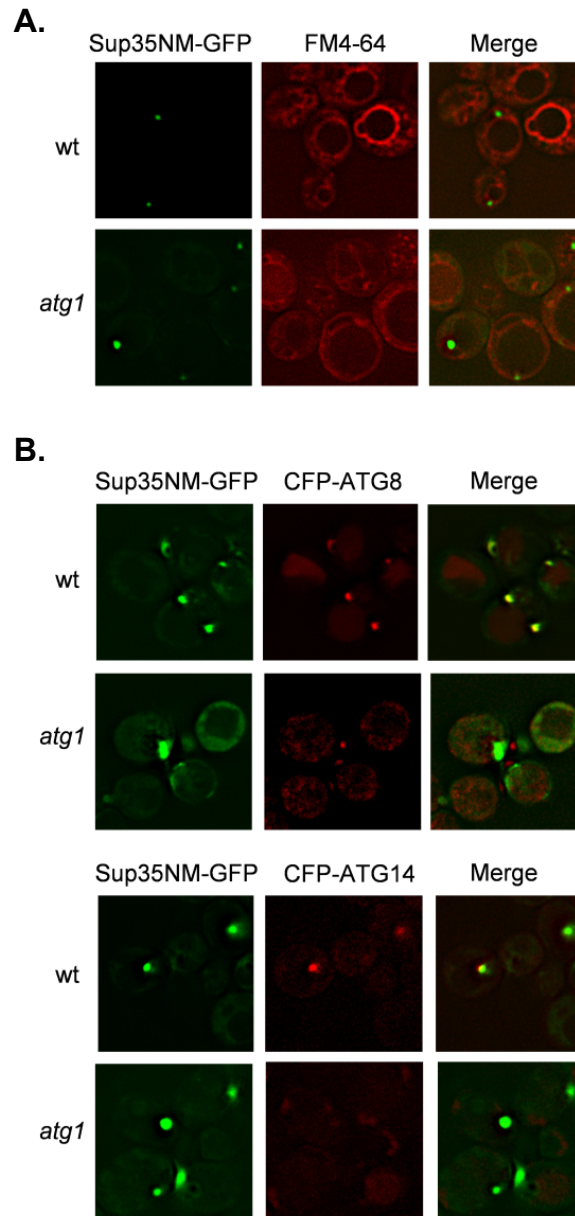 A.
Sup35NM-GFP FM4-64 Merge
wt
atg1
B.
Sup35NM-GFP CFP-ATG8 Merge
wt
atg1
Sup35NM-GFP CFP-ATG14 Merge
wt
atg1